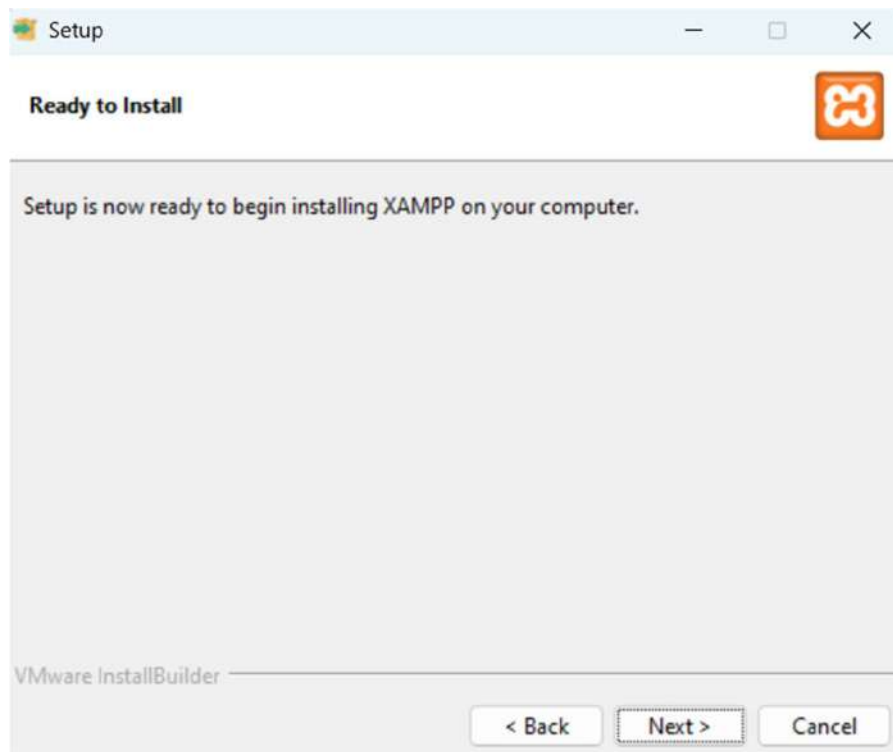 Setup
Ready to Install
Setup is now ready to begin installing XAMPP on your computer.
VMware InstallBuilder
< Back Next > Cancel